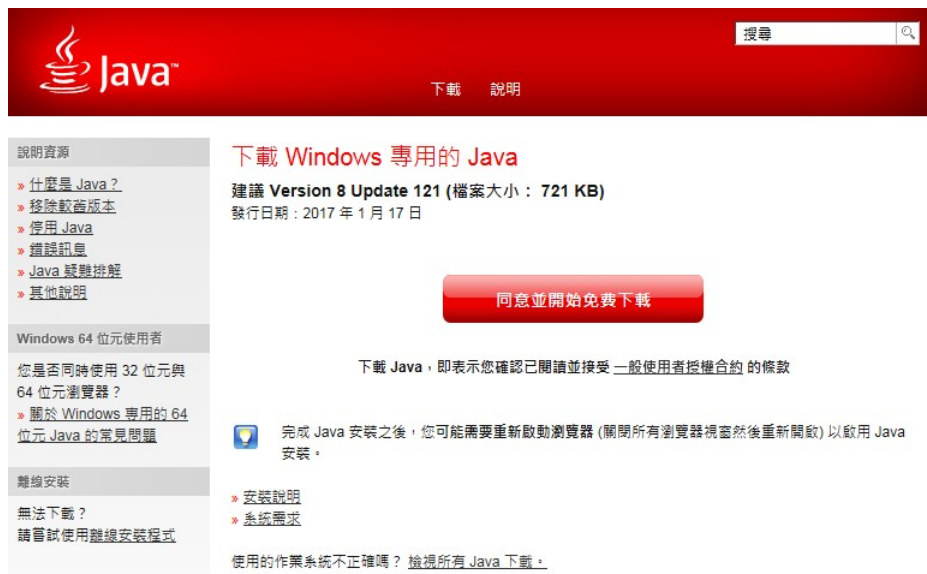 Java™
搜尋
下載 說明
說明資源
» 什麼是 Java？
» 移除較舊版本
» 停用 Java
» 錯誤訊息
» Java 疑難排解
» 其他說明
Windows 64 位元使用者
您是否同時使用 32 位元與
64 位元瀏覽器？
» 關於 Windows 專用的 64
位元 Java 的常見問題
離線安裝
無法下載？
請嘗試使用離線安裝程式
下載 Windows 專用的 Java
建議 Version 8 Update 121 (檔案大小： 721 KB)
發行日期：2017 年 1 月 17 日
同意並開始免費下載
下載 Java，即表示您確認已閱讀並接受 一般使用者授權合約 的條款
完成 Java 安裝之後，您可能需要重新啟動瀏覽器 (關閉所有瀏覽器視窗然後重新開啟) 以啟用 Java
安裝。
» 安裝說明
» 系統需求
使用的作業系統不正確嗎？ 檢視所有 Java 下載。